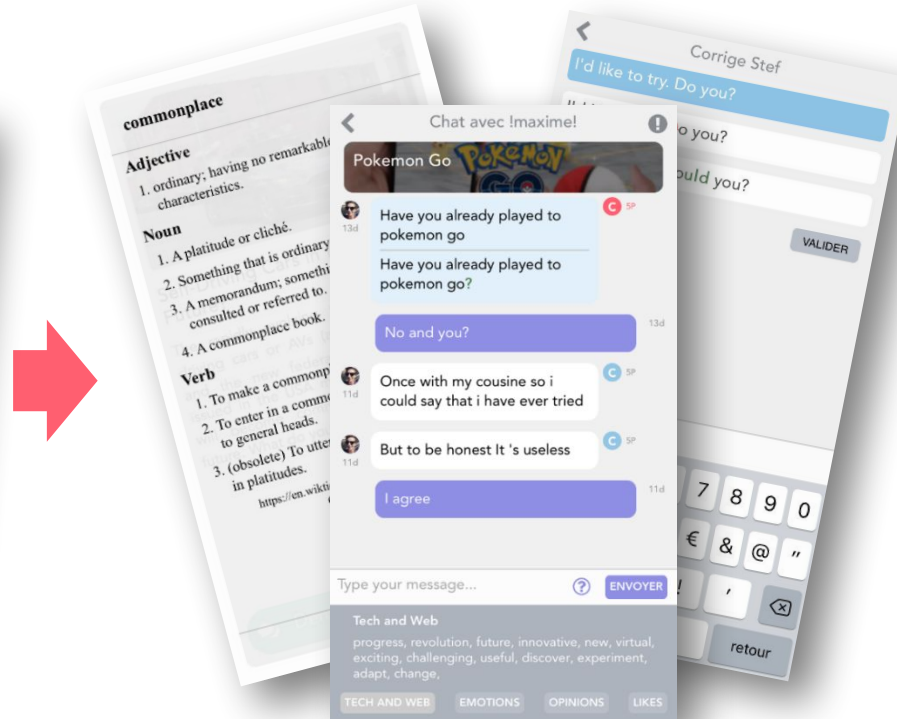 commonplace
Adjective
1. ordinary; having no remarkable
characteristics.
Noun
1. A platitude or cliché.
2. Something that is ordinary
3. A memorandum; somethi
consulted or referred to.
4. A commonplace book.
Verb
1. To make a commonpl
2. To enter in a comm
to general heads.
3. (obsolete) To utte
in platitudes.
https://en.wikti
Chat avec !maxime!
Pokemon Go
POKÉMON
GO
13d
Have you already played to
pokemon go
Have you already played to
pokemon go?
C 5P
No and you?
13d
11d
Once with my cousine so i
could say that i have ever tried
C 5P
11d
But to be honest It 's useless
C 5P
I agree
11d
Type your message...
?
ENVOYER
Tech and Web
progress, revolution, future, innovative, new, virtual,
exciting, challenging, useful, discover, experiment,
adapt, change,
TECH AND WEB EMOTIONS OPINIONS LIKES
Corrige Stef
I'd like to try. Do you?
o you?
ould you?
VALIDER
7 8 9 0
€ & @ "
! '
retour